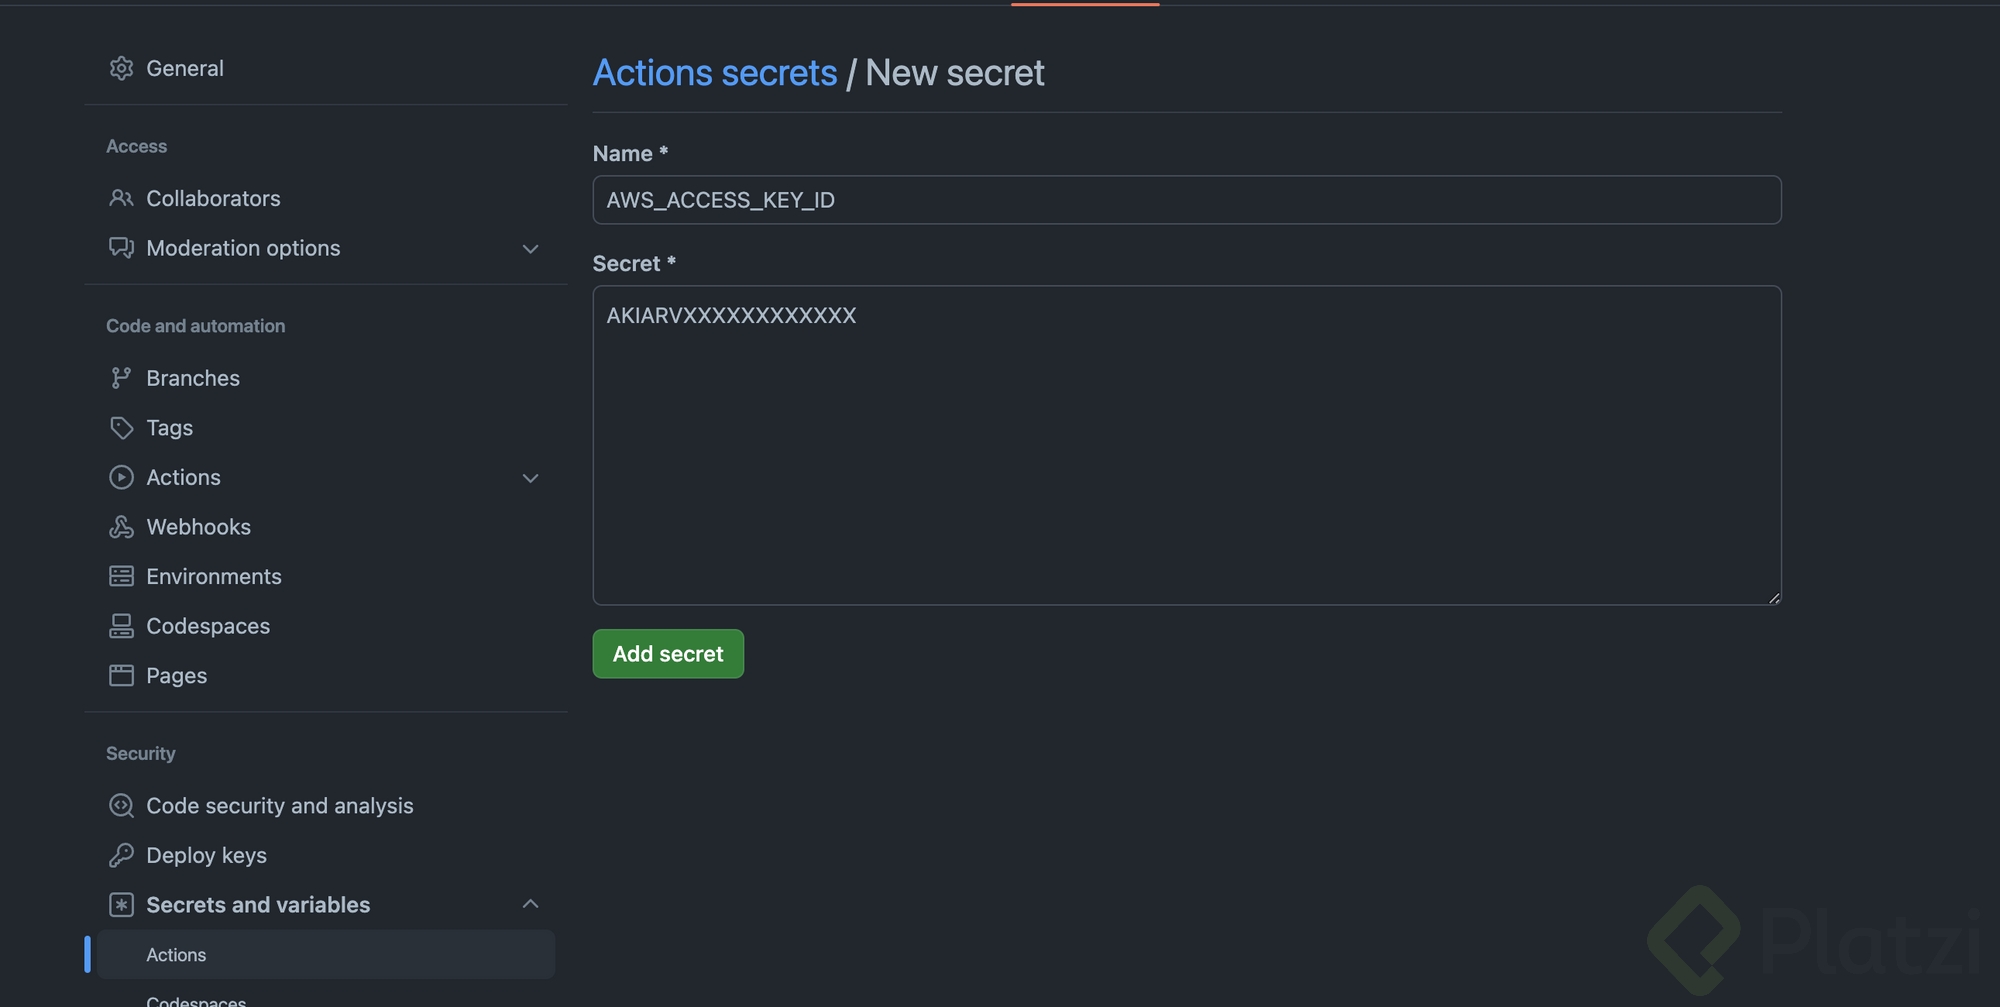 General
Access
Collaborators
Moderation options
Code and automation
Branches
Tags
Actions
Webhooks
Environments
Codespaces
Pages
Security
Code security and analysis
Deploy keys
Secrets and variables
Actions
Codespaces
Actions secrets / New secret
Name *
AWS_ACCESS_KEY_ID
Secret *
AKIARVXXXXXXXXXXXX
Add secret
Platzi